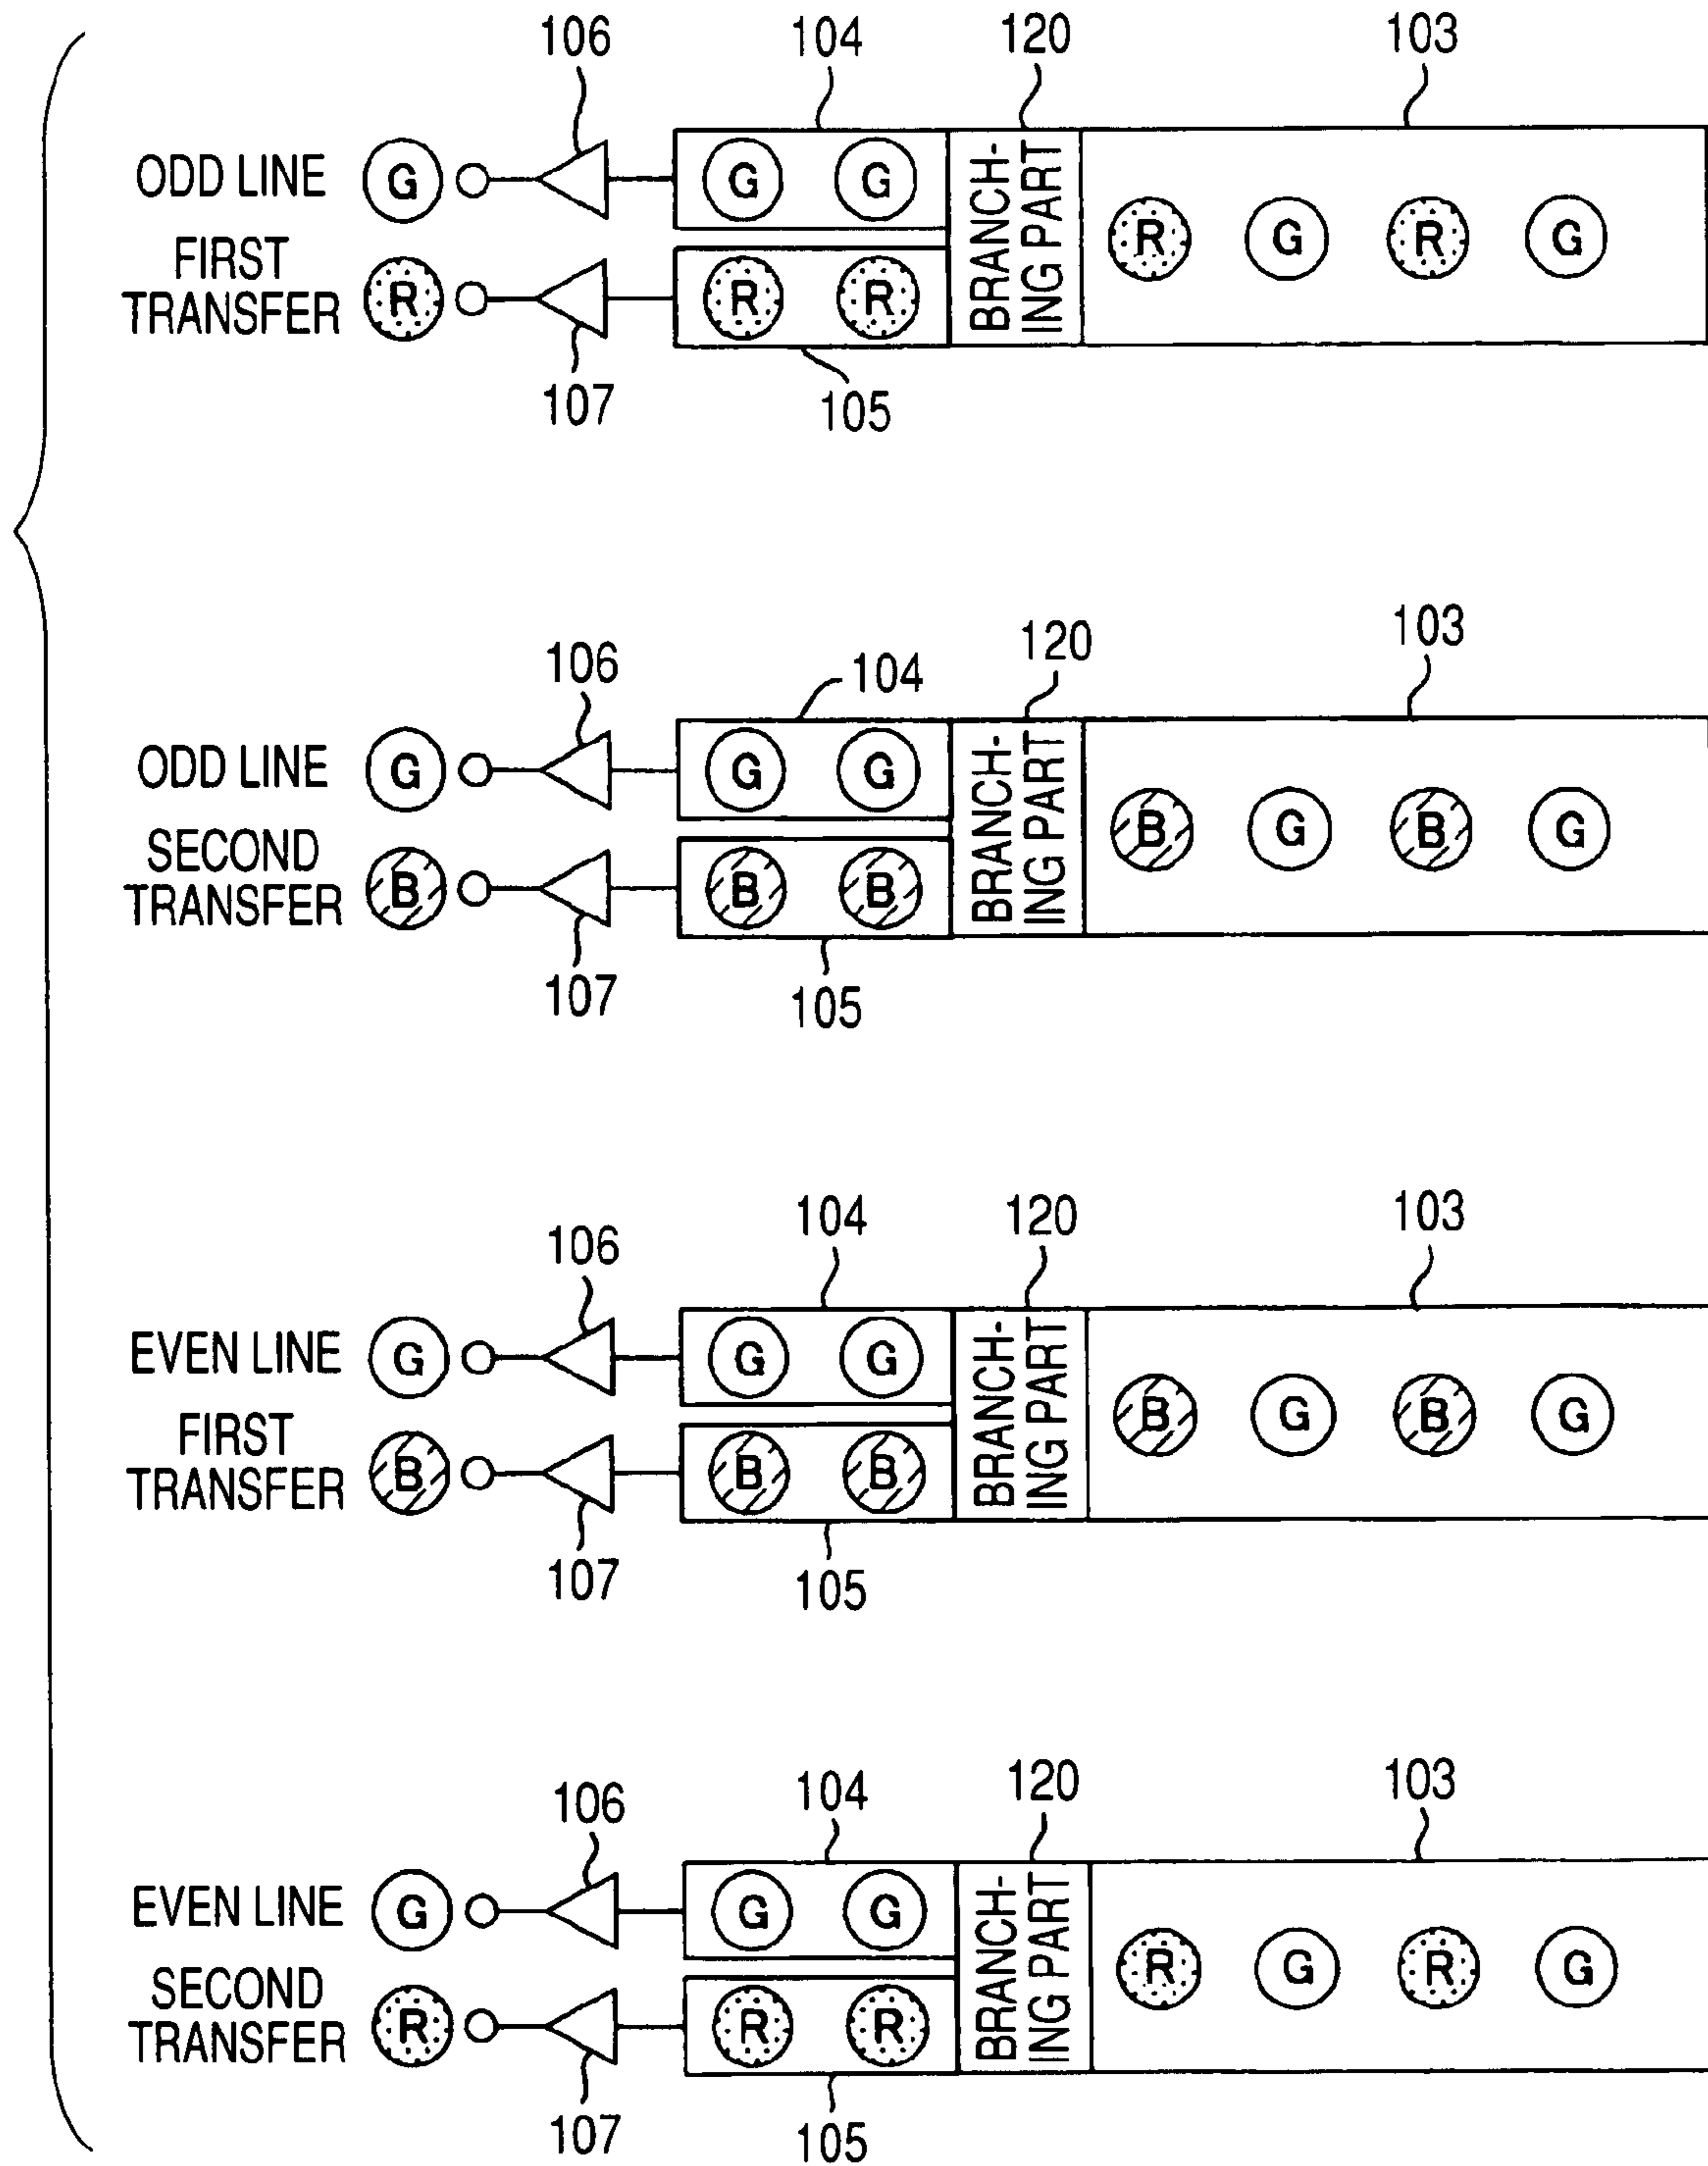 106 104 120 103
ODD LINE G G G
FIRST
TRANSFER R R R
BRANCH-
ING PART
R G R G
107 105
106 104 120 103
ODD LINE G G G
SECOND
TRANSFER B B B
BRANCH-
ING PART
B G B G
107 105
106 104 120 103
EVEN LINE G G G
FIRST
TRANSFER B B B
BRANCH-
ING PART
B G B G
107 105
106 104 120 103
EVEN LINE G G G
SECOND
TRANSFER R R R
BRANCH-
ING PART
R G R G
107 105